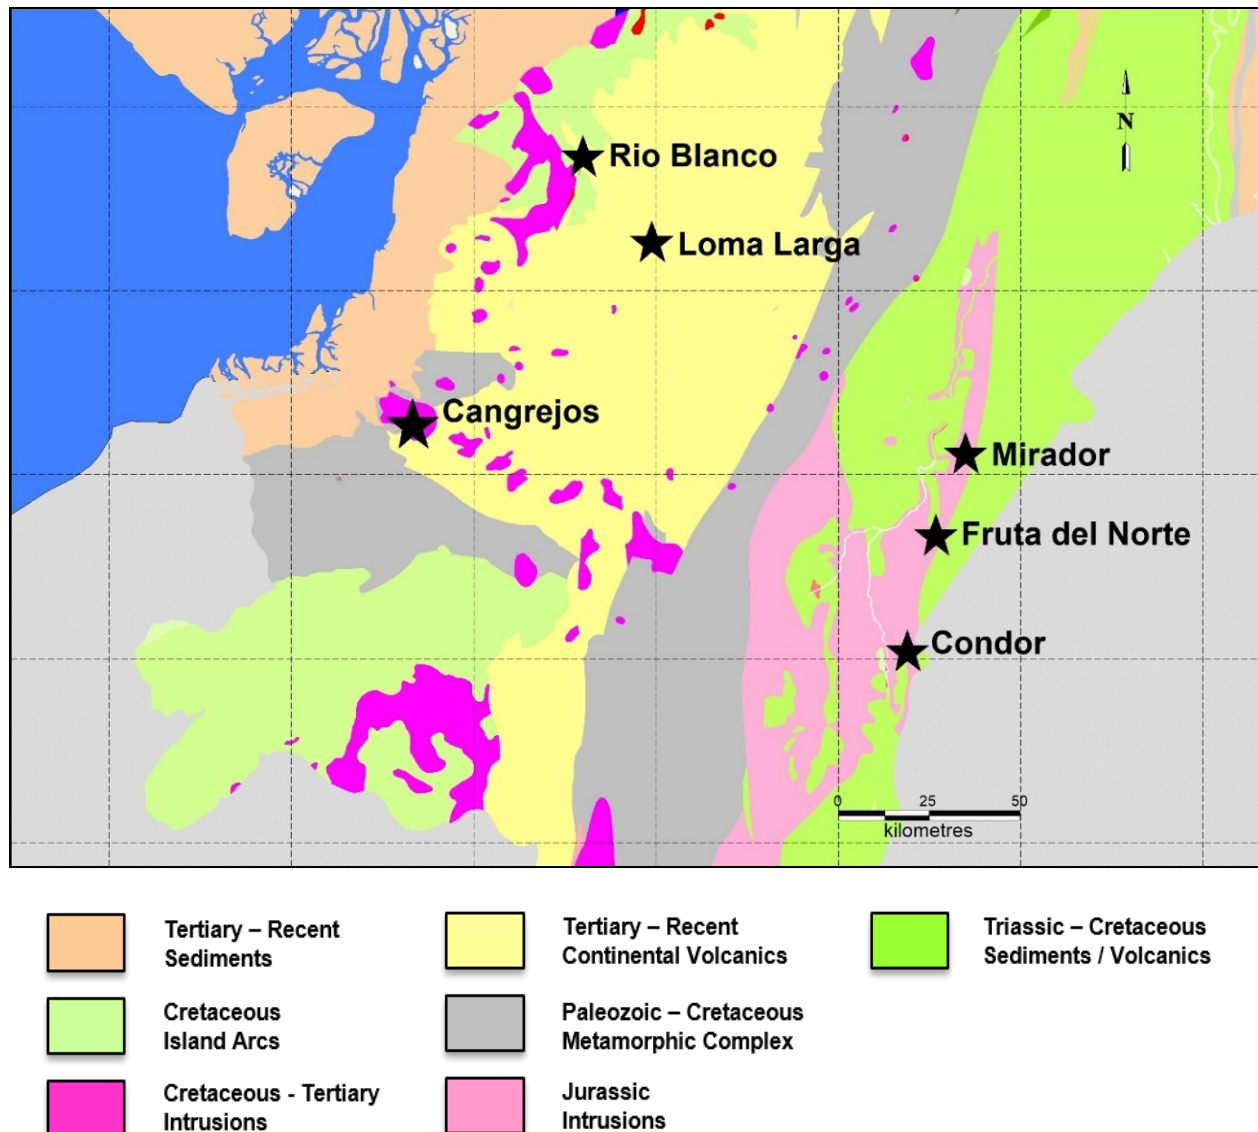 N
Rio Blanco
Loma Larga
Cangrejos
Mirador
Fruta del Norte
Condor
0 25 50
kilometres
Tertiary – Recent
Sediments
Tertiary – Recent
Continental Volcanics
Triassic – Cretaceous
Sediments / Volcanics
Cretaceous
Island Arcs
Paleozoic – Cretaceous
Metamorphic Complex
Cretaceous - Tertiary
Intrusions
Jurassic
Intrusions